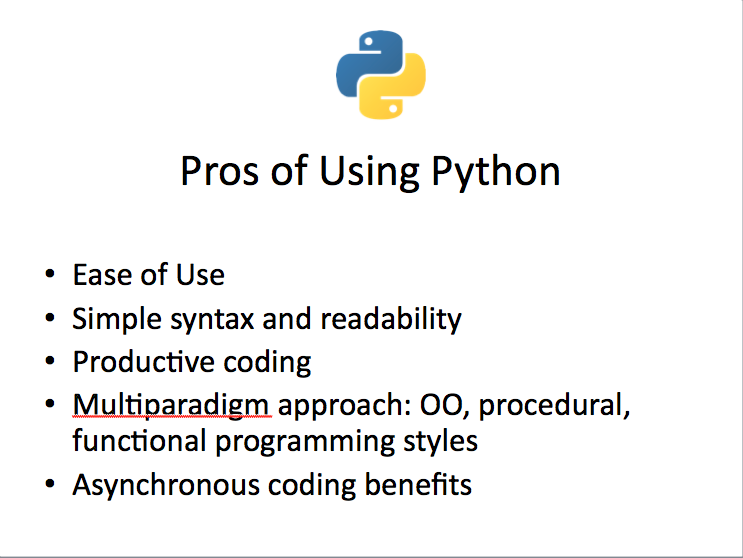 Pros of Using Python
• Ease of Use
• Simple syntax and readability
• Productive coding
• Multiparadigm approach: OO, procedural,
functional programming styles
• Asynchronous coding benefits